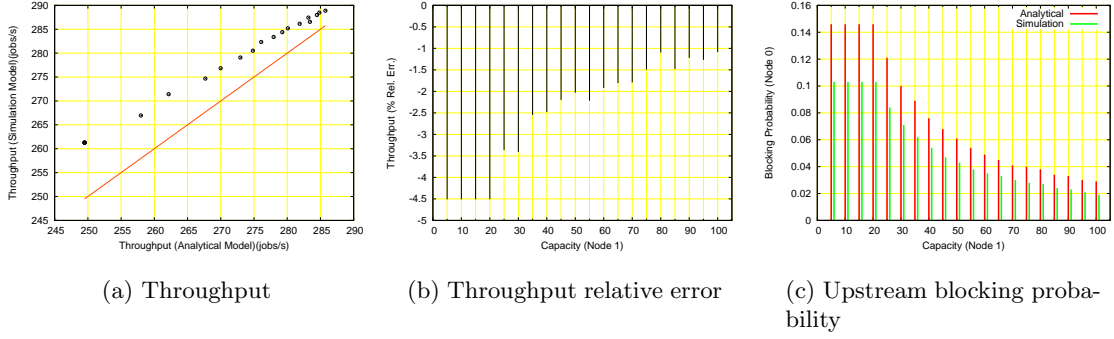 290
285
280
275
270
265
260
255
250
245
245 250 255 260 265 270 275 280 285 290
Throughput (Simulation Model)(jobs/s)
Throughput (Analytical Model)(jobs/s)
(a) Throughput
0
-0.5
-1
-1.5
-2
-2.5
-3
-3.5
-4
-4.5
-5
0 10 20 30 40 50 60 70 80 90 100
Throughput (% Rel. Err.)
Capacity (Node 1)
(b) Throughput relative error
0.16
0.14
0.12
0.1
0.08
0.06
0.04
0.02
0
0 10 20 30 40 50 60 70 80 90 100
Blocking Probability (Node 0)
Capacity (Node 1)
Analytical
Simulation
(c) Upstream blocking proba-
bility